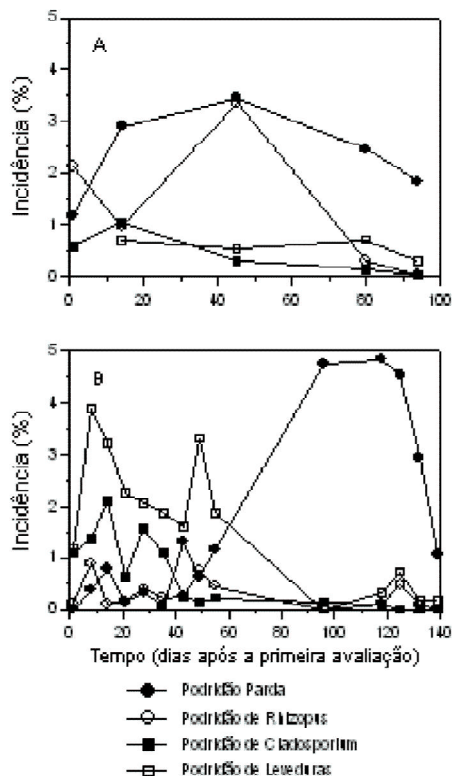 5
A
4
3
2
1
0
Incidência (%)
0 20 40 60 80 100
5
B
4
3
2
1
0
Incidência (%)
0 20 40 60 80 100 120 140
Tempo (dias após a primeira avaliação)
Podridão Parda
Podridão de Rhizopus
Podridão de Cladosporium
Podridão de Leveduras